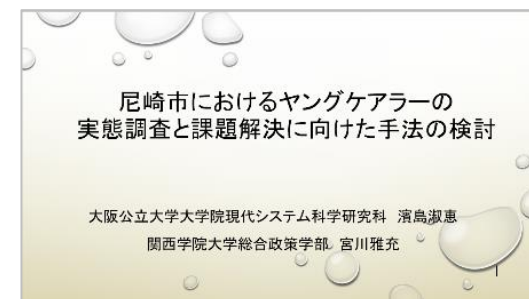 尼崎市におけるヤングケアラーの
実態調査と課題解決に向けた手法の検討
大阪公立大学大学院現代システム科学研究科 濱島淑恵
関西学院大学総合政策学部 宮川雅充
1